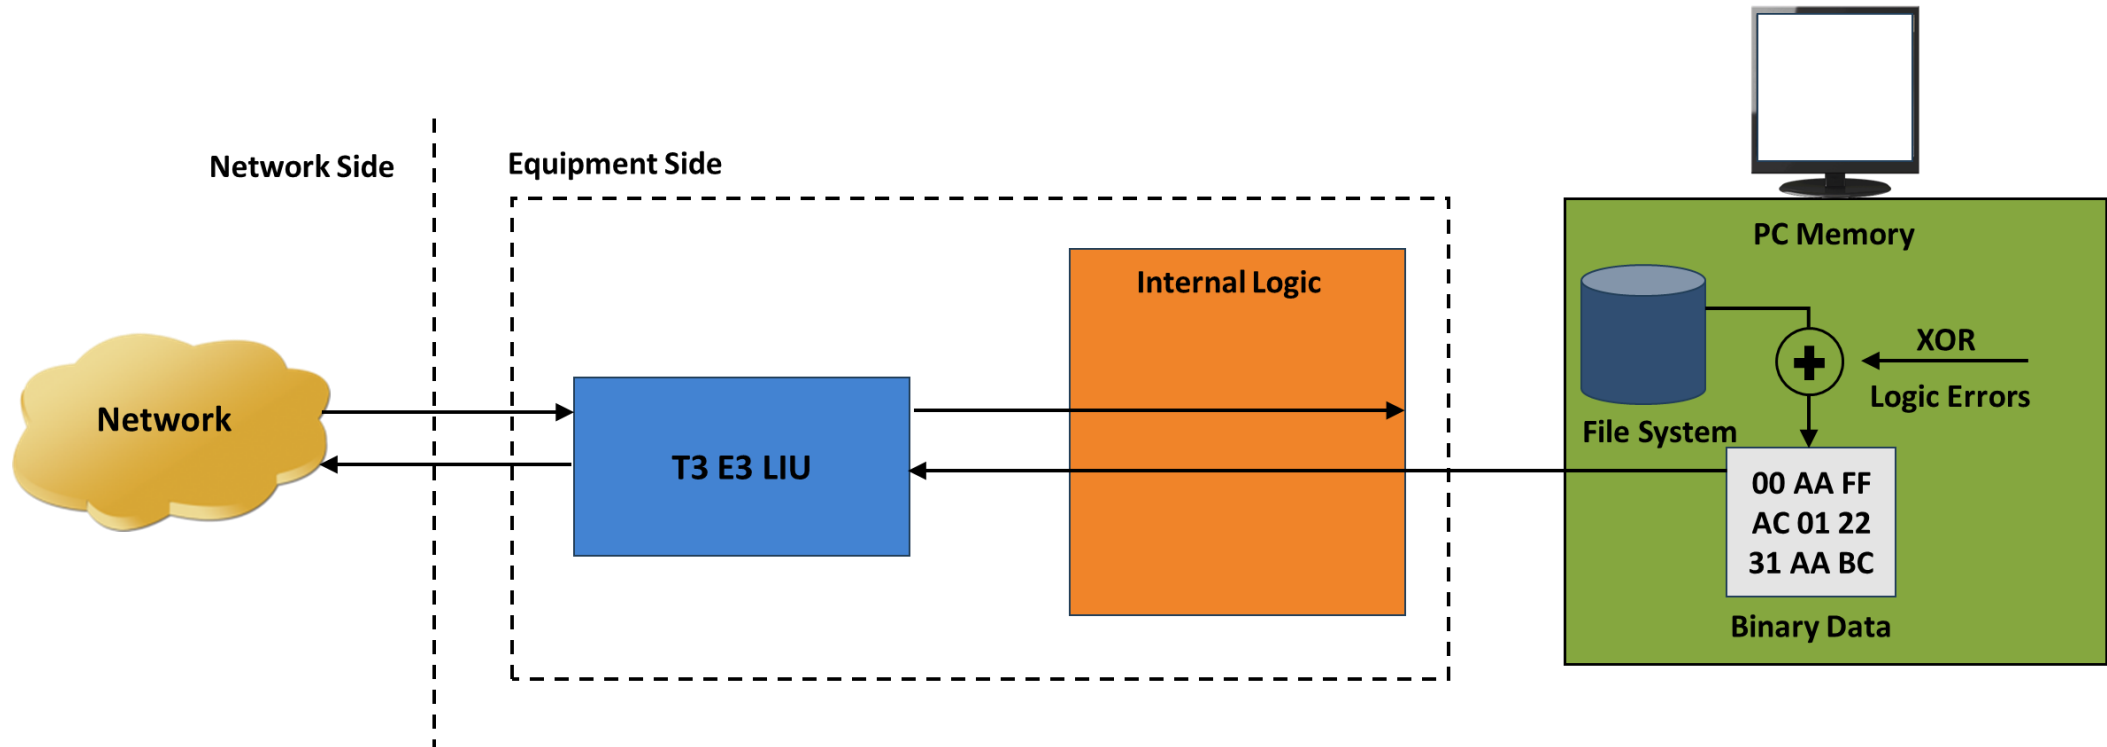 Network Side
Equipment Side
PC Memory
Internal Logic
XOR
Logic Errors
Network
File System
T3 E3 LIU
00 AA FF
AC 01 22
31 AA BC
Binary Data